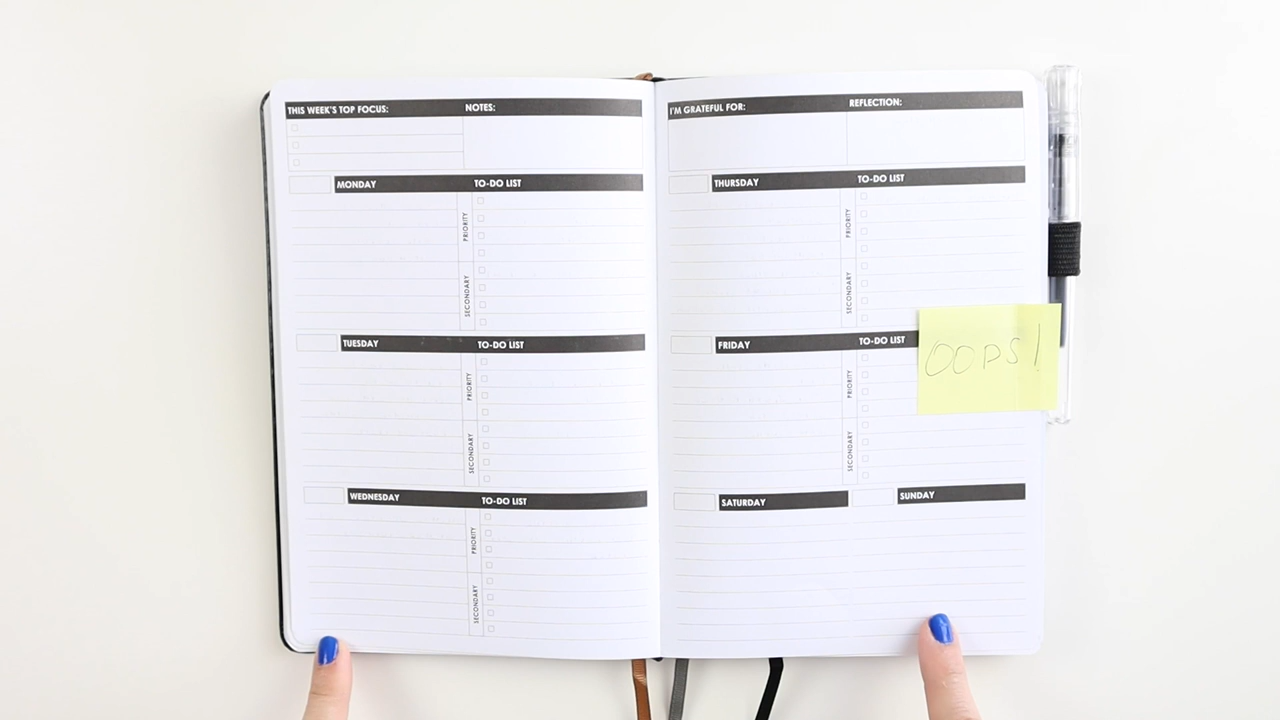 THIS WEEK'S TOP FOCUS: NOTES:
MONDAY TO-DO LIST
PRIORITY
SECONDARY
TUESDAY TO-DO LIST
PRIORITY
SECONDARY
WEDNESDAY TO-DO LIST
PRIORITY
SECONDARY
I'M GRATEFUL FOR: REFLECTION:
THURSDAY TO-DO LIST
PRIORITY
SECONDARY
FRIDAY TO-DO LIST
OOPS!
PRIORITY
SECONDARY
SATURDAY SUNDAY